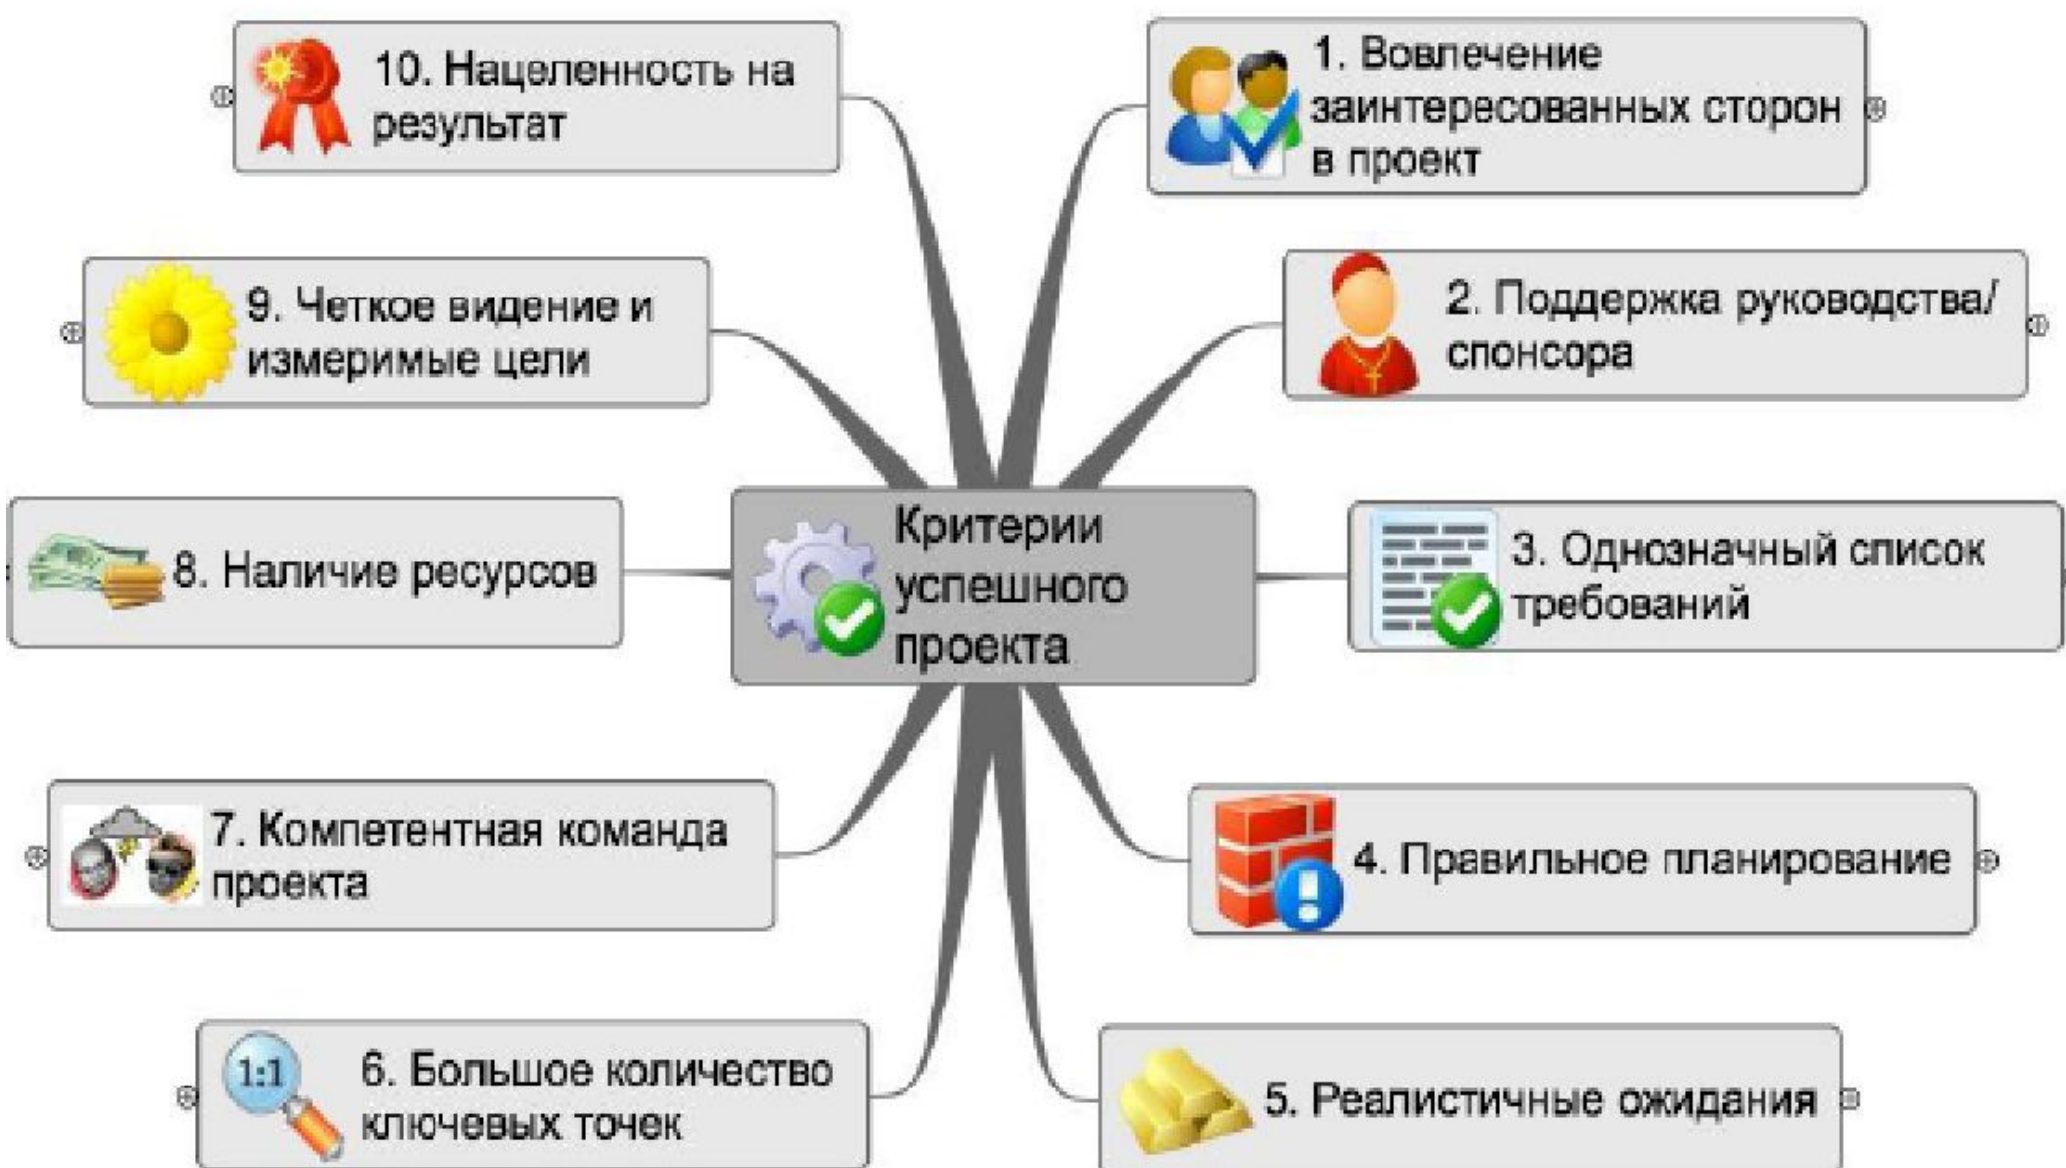 10. Нацеленность на
результат
1. Вовлечение
заинтересованных сторон
в проект
9. Четкое видение и
измеримые цели
2. Поддержка руководства/
спонсора
8. Наличие ресурсов
Критерии
успешного
проекта
3. Однозначный список
требований
7. Компетентная команда
проекта
4. Правильное планирование
1:1
6. Большое количество
ключевых точек
5. Реалистичные ожидания